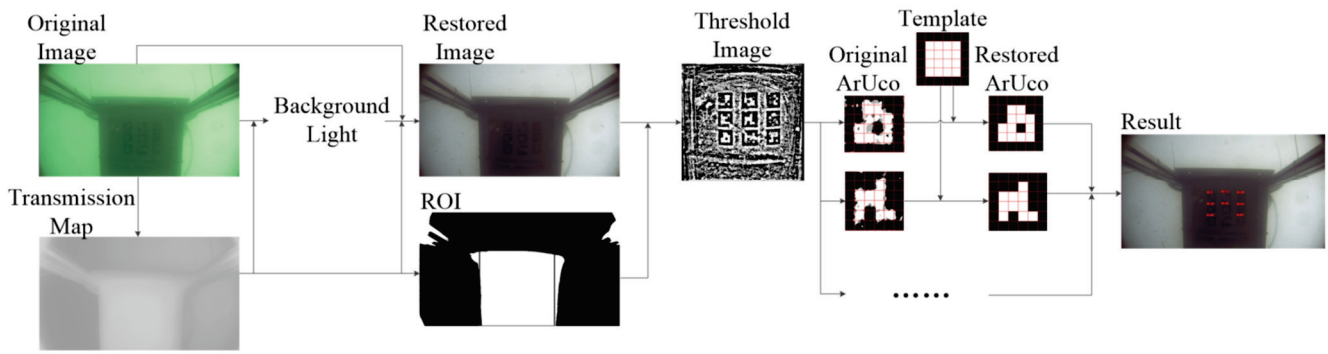 Original
Image
Restored
Image
Threshold
Image
Template
Original
ArUco
Restored
ArUco
Background
Light
Result
Transmission
Map
ROI